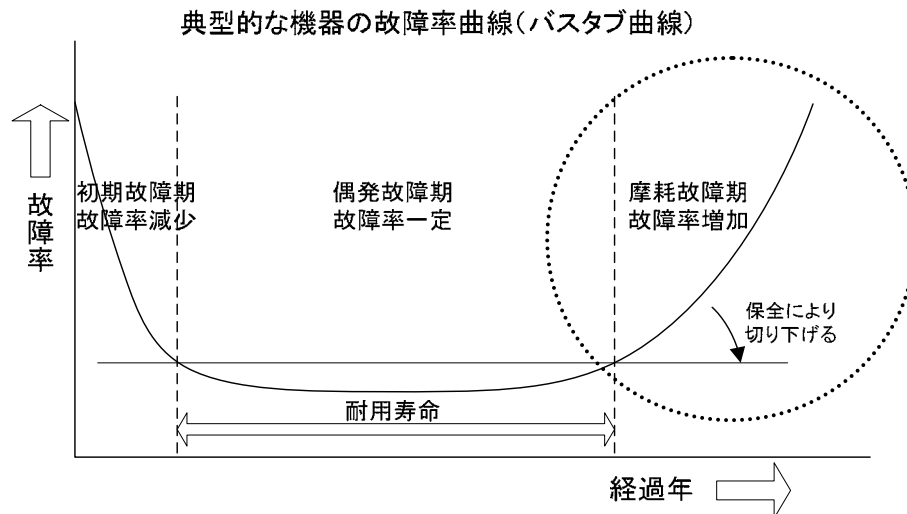 典型的な機器の故障率曲線(バスタブ曲線)
故障率
初期故障期
故障率減少
偶発故障期
故障率一定
摩耗故障期
故障率増加
保全により
切り下げる
耐用寿命
経過年